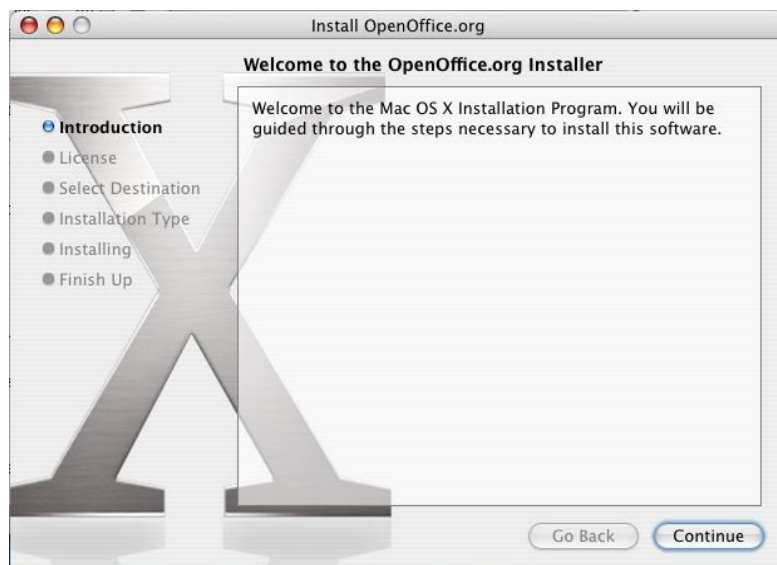 Install OpenOffice.org
Welcome to the OpenOffice.org Installer
Introduction
License
Select Destination
Installation Type
Installing
Finish Up
Welcome to the Mac OS X Installation Program. You will be
guided through the steps necessary to install this software.
Go Back
Continue